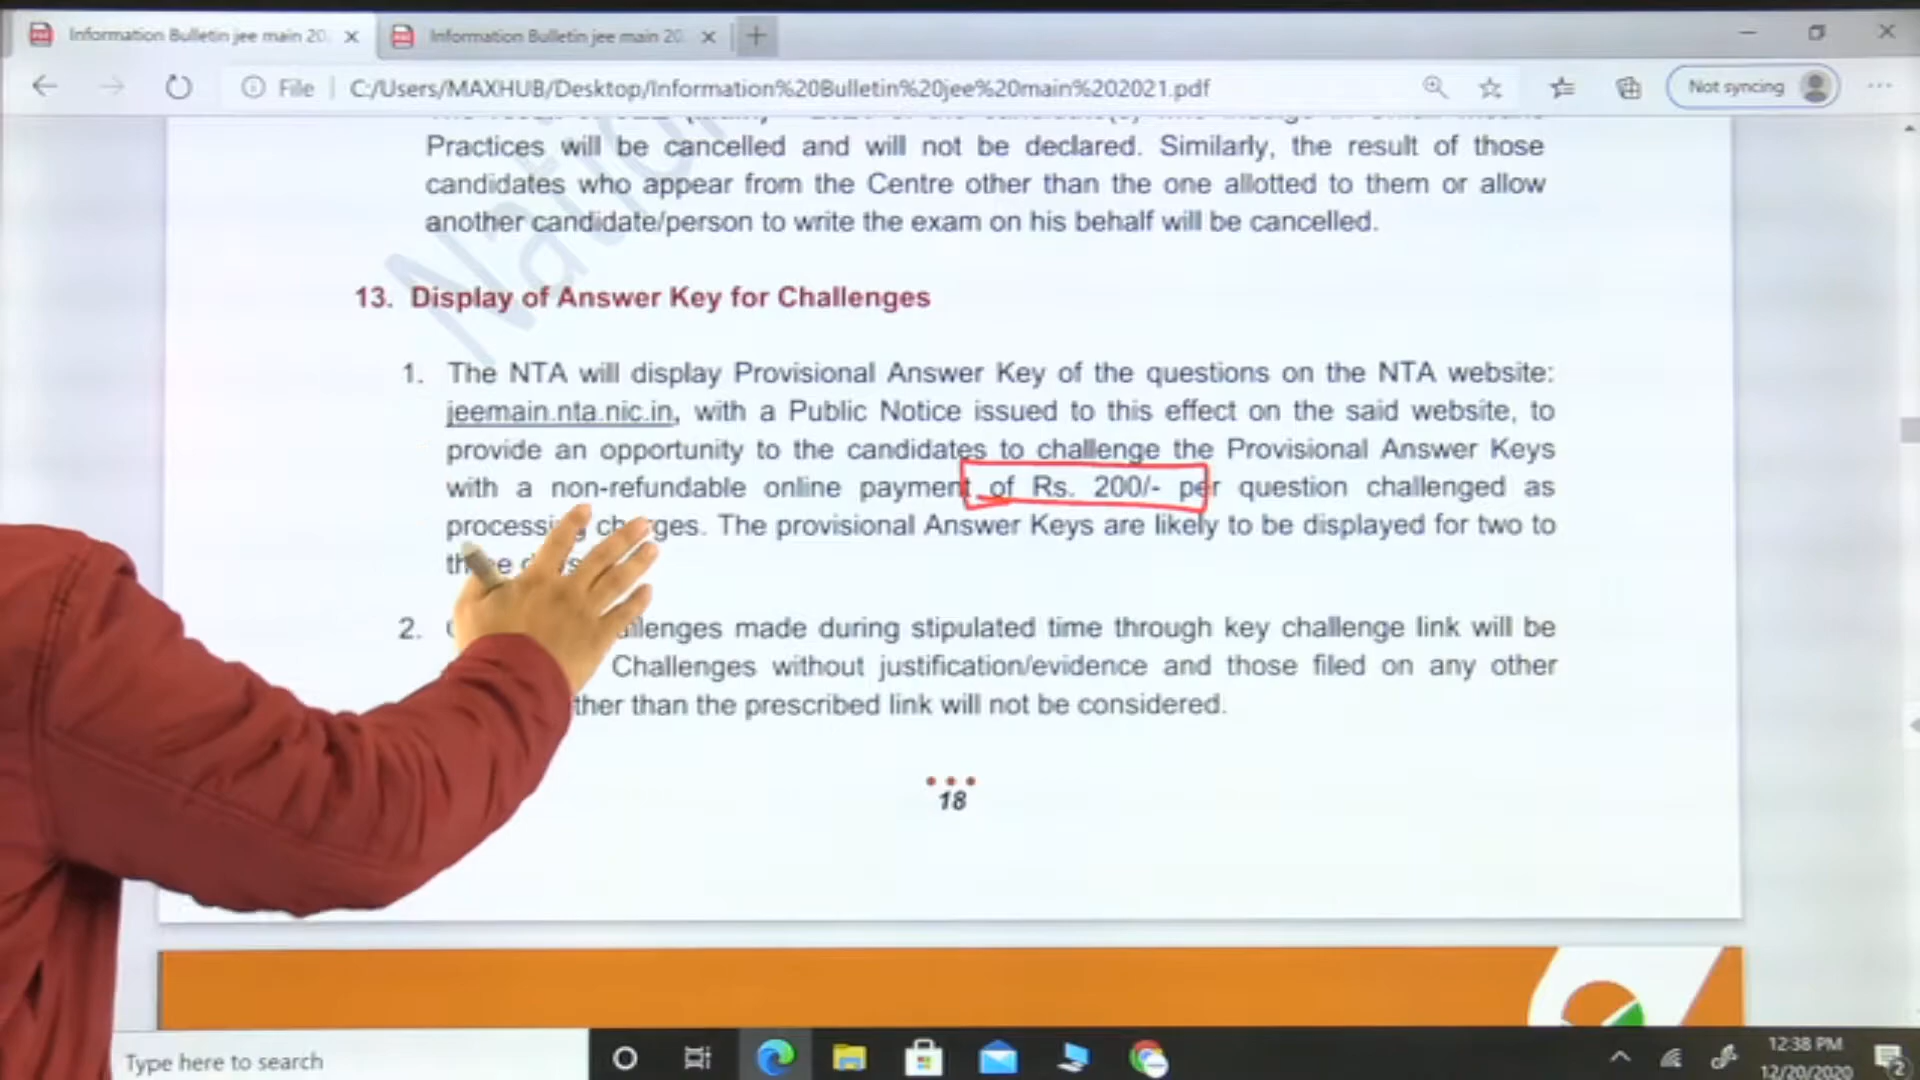 Information Bulletin jee main 20
Information Bulletin jee main 20
File
C:/Users/MAXHUB/Desktop/Information%20Bulletin%20jee%20main%202021.pdf
Not syncing
Practices will be cancelled and will not be declared. Similarly, the result of those
candidates who appear from the Centre other than the one allotted to them or allow
another candidate/person to write the exam on his behalf will be cancelled.
13. Display of Answer Key for Challenges
1. The NTA will display Provisional Answer Key of the questions on the NTA website:
jeemain.nta.nic.in, with a Public Notice issued to this effect on the said website, to
provide an opportunity to the candidates to challenge the Provisional Answer Keys
with a non-refundable online payment of Rs. 200/- per question challenged as
processing charges. The provisional Answer Keys are likely to be displayed for two to
2. challenges made during stipulated time through key challenge link will be
Challenges without justification/evidence and those filed on any other
other than the prescribed link will not be considered.
18
Type here to search
12:38 PM
12/20/2020
2